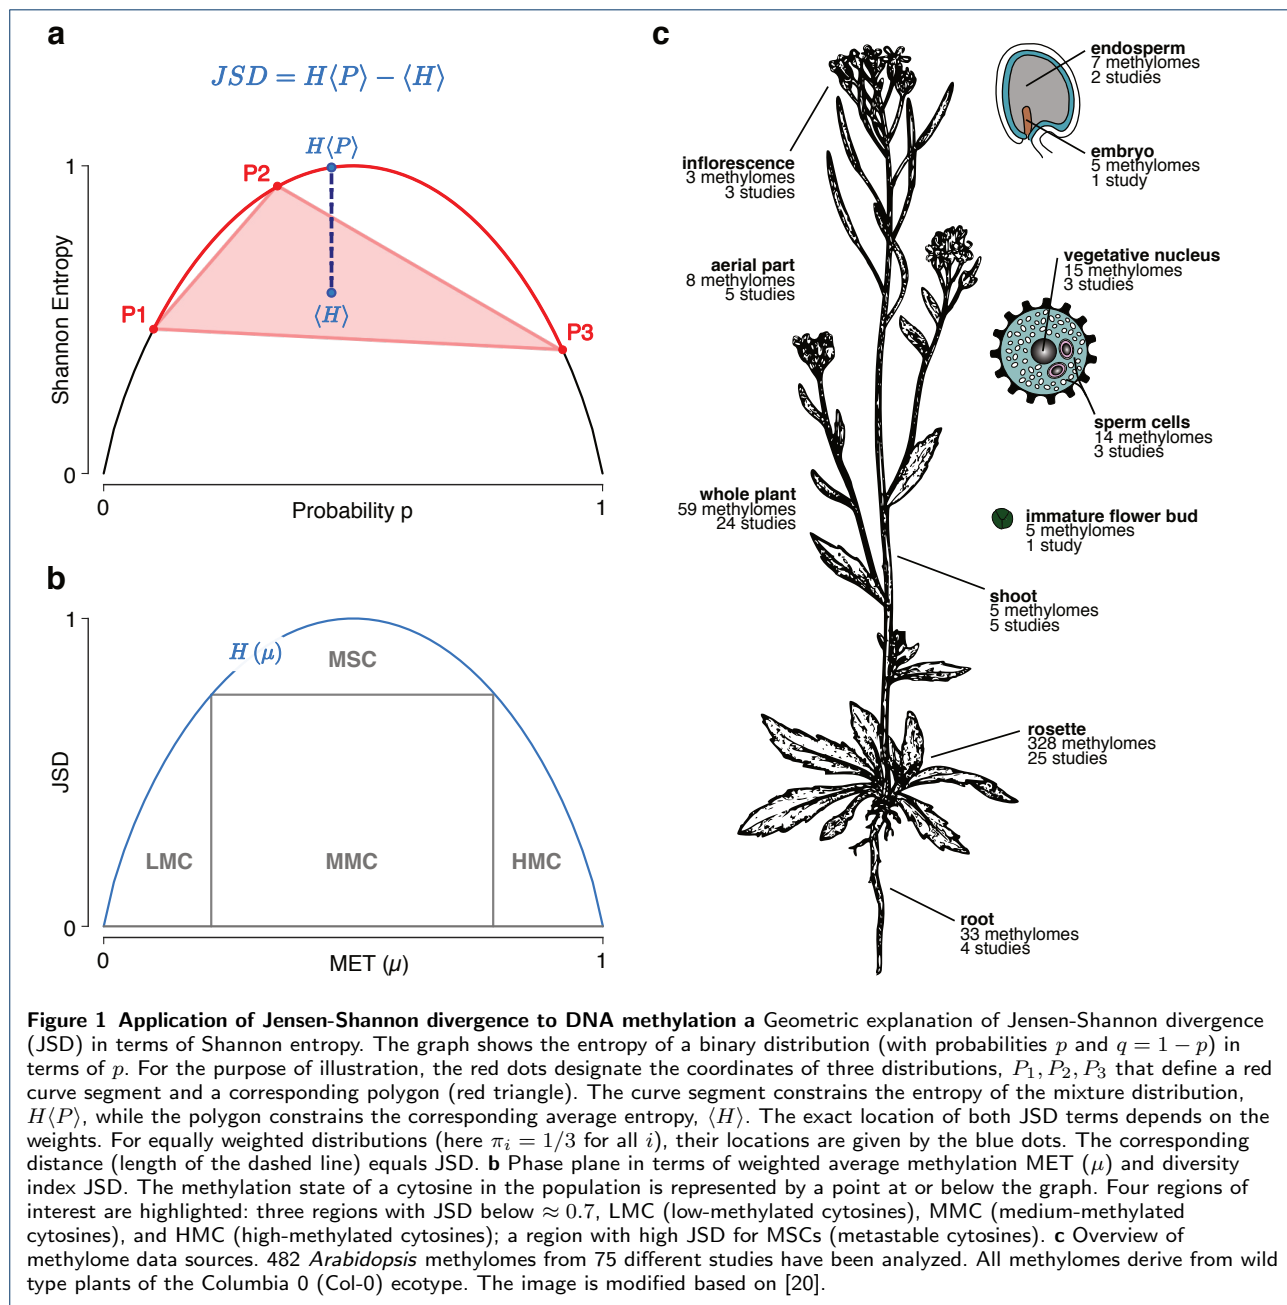 a
JSD = H⟨P⟩ − ⟨H⟩
H⟨P⟩
1
P2
P1
⟨H⟩
P3
Shannon Entropy
0
0
1
Probability p
b
1
H (μ)
MSC
JSD
LMC
MMC
HMC
0
0
1
MET (μ)
c
endosperm
7 methylomes
2 studies
embryo
5 methylomes
1 study
inflorescence
3 methylomes
3 studies
aerial part
8 methylomes
5 studies
vegetative nucleus
15 methylomes
3 studies
sperm cells
14 methylomes
3 studies
whole plant
59 methylomes
24 studies
immature flower bud
5 methylomes
1 study
shoot
5 methylomes
5 studies
rosette
328 methylomes
25 studies
root
33 methylomes
4 studies
Figure 1 Application of Jensen-Shannon divergence to DNA methylation a Geometric explanation of Jensen-Shannon divergence
(JSD) in terms of Shannon entropy. The graph shows the entropy of a binary distribution (with probabilities p and q = 1 − p) in
terms of p. For the purpose of illustration, the red dots designate the coordinates of three distributions, P₁, P₂, P₃ that define a red
curve segment and a corresponding polygon (red triangle). The curve segment constrains the entropy of the mixture distribution,
H⟨P⟩, while the polygon constrains the corresponding average entropy, ⟨H⟩. The exact location of both JSD terms depends on the
weights. For equally weighted distributions (here πᵢ = 1/3 for all i), their locations are given by the blue dots. The corresponding
distance (length of the dashed line) equals JSD. b Phase plane in terms of weighted average methylation MET (μ) and diversity
index JSD. The methylation state of a cytosine in the population is represented by a point at or below the graph. Four regions of
interest are highlighted: three regions with JSD below ≈ 0.7, LMC (low-methylated cytosines), MMC (medium-methylated
cytosines), and HMC (high-methylated cytosines); a region with high JSD for MSCs (metastable cytosines). c Overview of
methylome data sources. 482 Arabidopsis methylomes from 75 different studies have been analyzed. All methylomes derive from wild
type plants of the Columbia 0 (Col-0) ecotype. The image is modified based on [20].